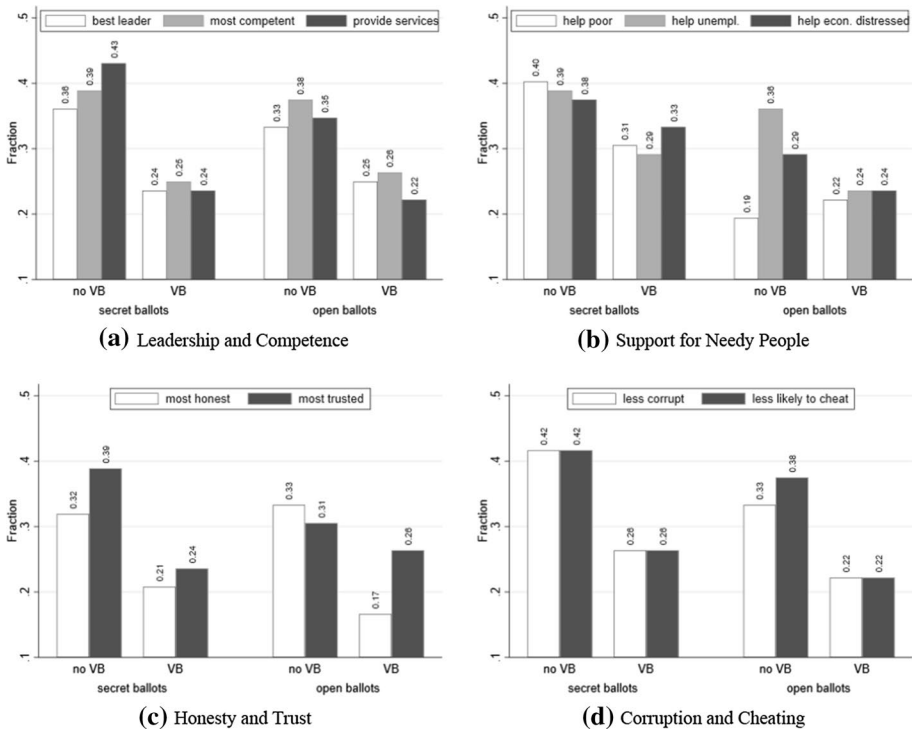 best leader most competent provide services
.5
.4
.3
.2
.1
Fraction
0.36 0.39 0.43 0.24 0.25 0.24 0.33 0.38 0.35 0.25 0.26 0.22
no VB VB no VB VB
secret ballots open ballots
(a) Leadership and Competence
help poor help unempl. help econ. distressed
.5
.4
.3
.2
.1
Fraction
0.40 0.39 0.38 0.31 0.29 0.33 0.19 0.36 0.29 0.22 0.24 0.24
no VB VB no VB VB
secret ballots open ballots
(b) Support for Needy People
most honest most trusted
.5
.4
.3
.2
.1
Fraction
0.32 0.39 0.21 0.24 0.33 0.31 0.17 0.26
no VB VB no VB VB
secret ballots open ballots
(c) Honesty and Trust
less corrupt less likely to cheat
.5
.4
.3
.2
.1
Fraction
0.42 0.42 0.26 0.26 0.33 0.38 0.22 0.22
no VB VB no VB VB
secret ballots open ballots
(d) Corruption and Cheating